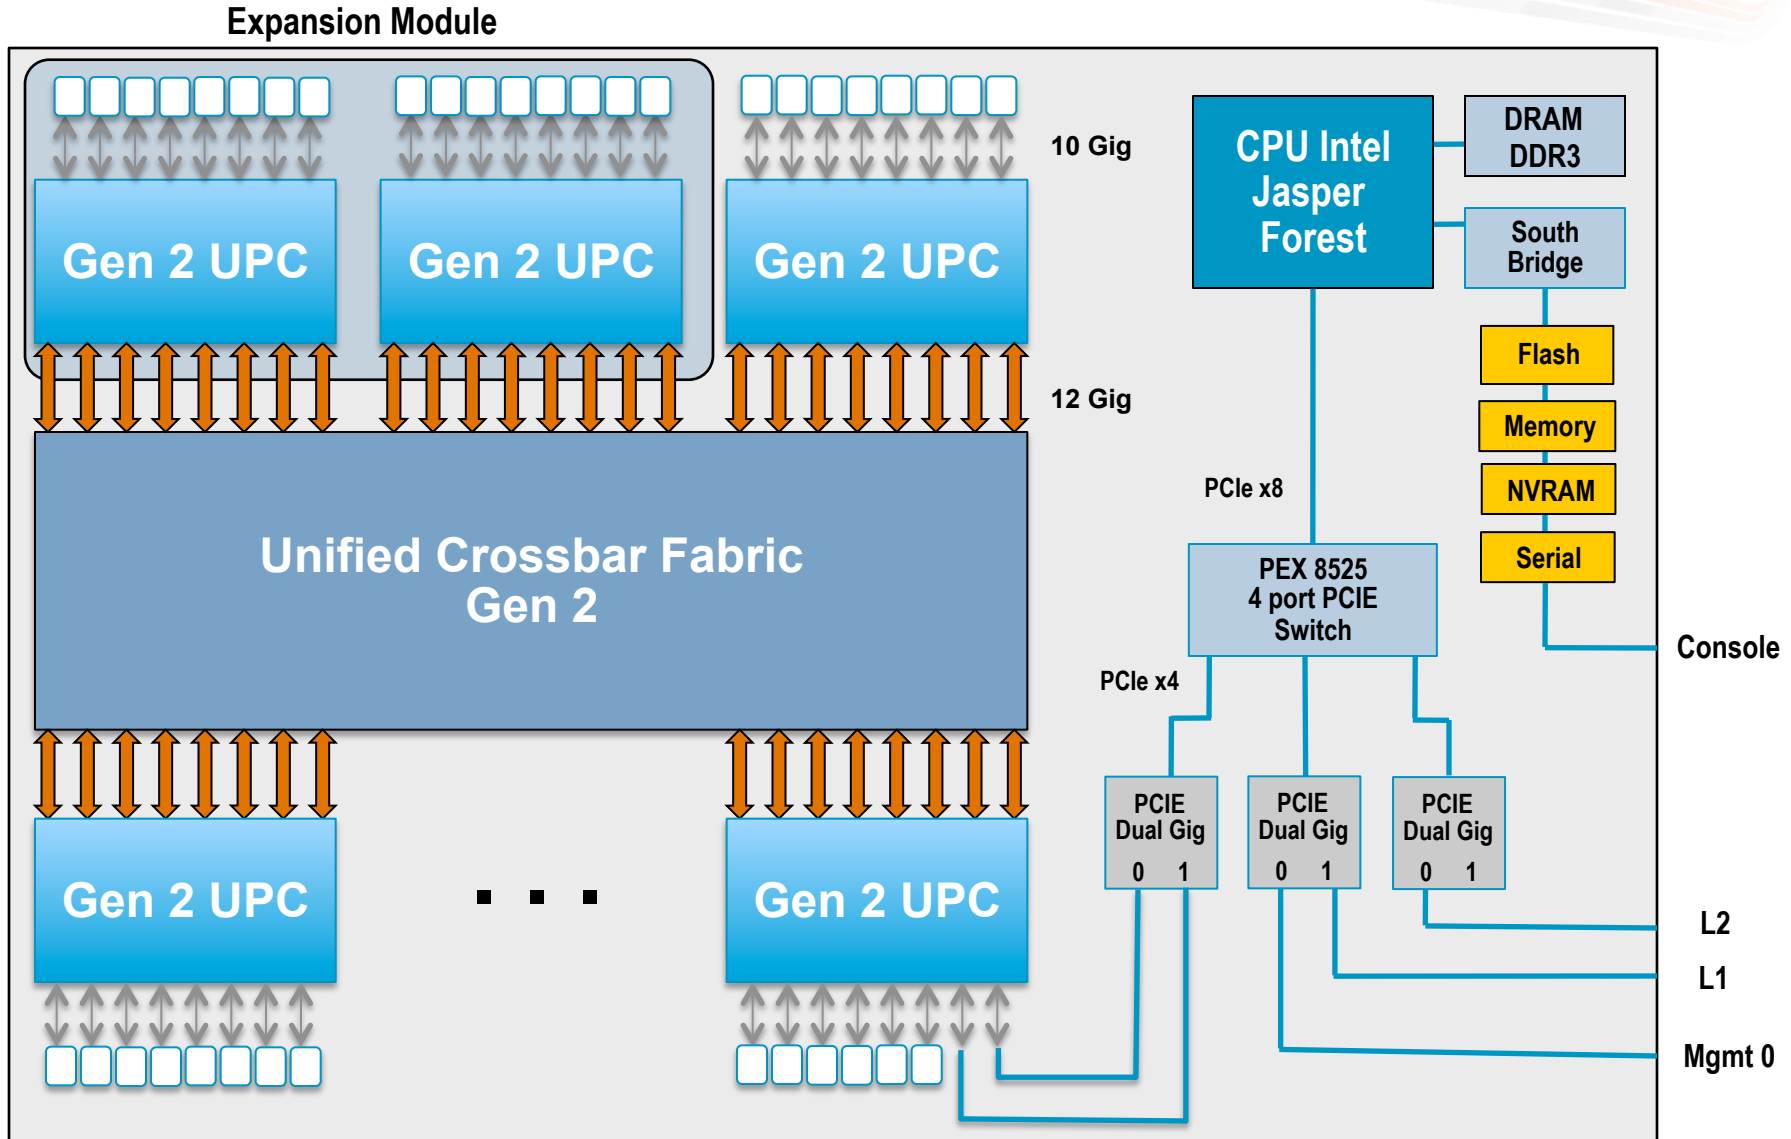 Expansion Module
10 Gig
Gen 2 UPC
Gen 2 UPC
Gen 2 UPC
12 Gig
Unified Crossbar Fabric
Gen 2
Gen 2 UPC
. . .
Gen 2 UPC
CPU Intel
Jasper
Forest
DRAM
DDR3
South
Bridge
Flash
Memory
NVRAM
Serial
Console
PCIe x8
PEX 8525
4 port PCIE
Switch
PCIe x4
PCIE
Dual Gig
0 1
PCIE
Dual Gig
0 1
PCIE
Dual Gig
0 1
L2
L1
Mgmt 0